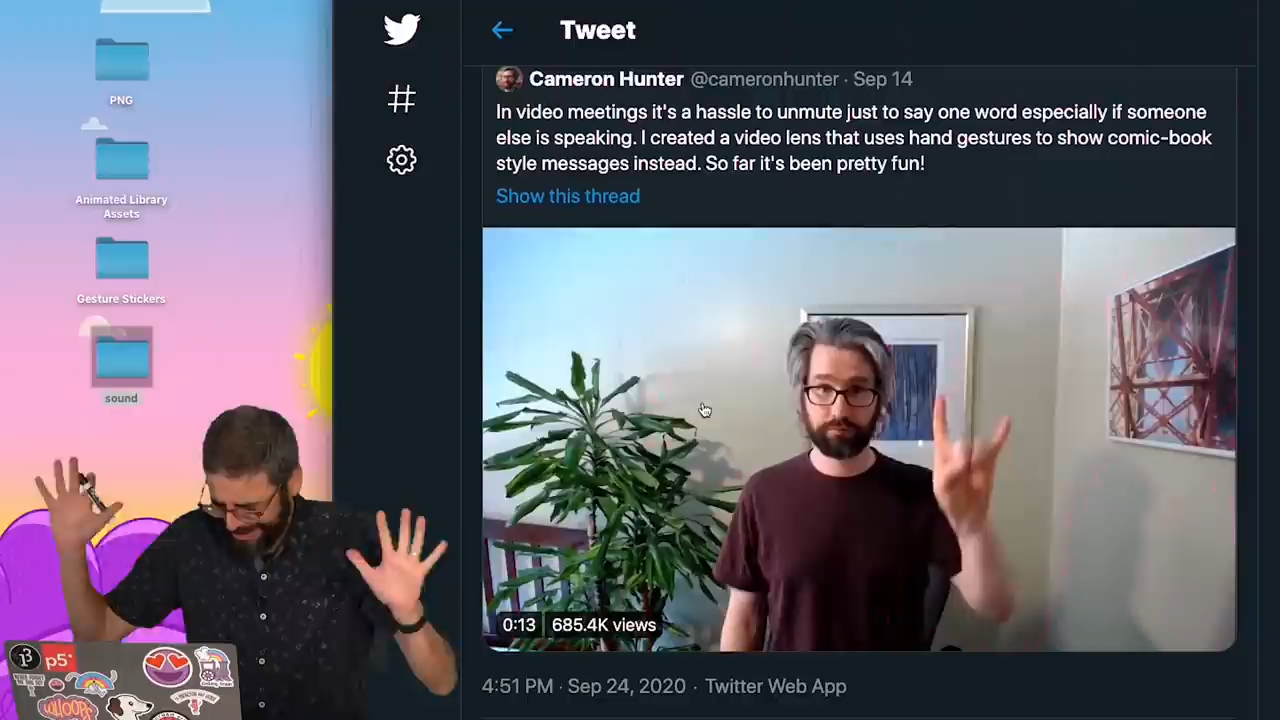 PNG
Animated Library
Assets
Gesture Stickers
sound
Tweet
Cameron Hunter @cameronhunter · Sep 14
In video meetings it's a hassle to unmute just to say one word especially if someone
else is speaking. I created a video lens that uses hand gestures to show comic-book
style messages instead. So far it's been pretty fun!
Show this thread
0:13
685.4K views
4:51 PM · Sep 24, 2020 · Twitter Web App
p5*
WHOOPS